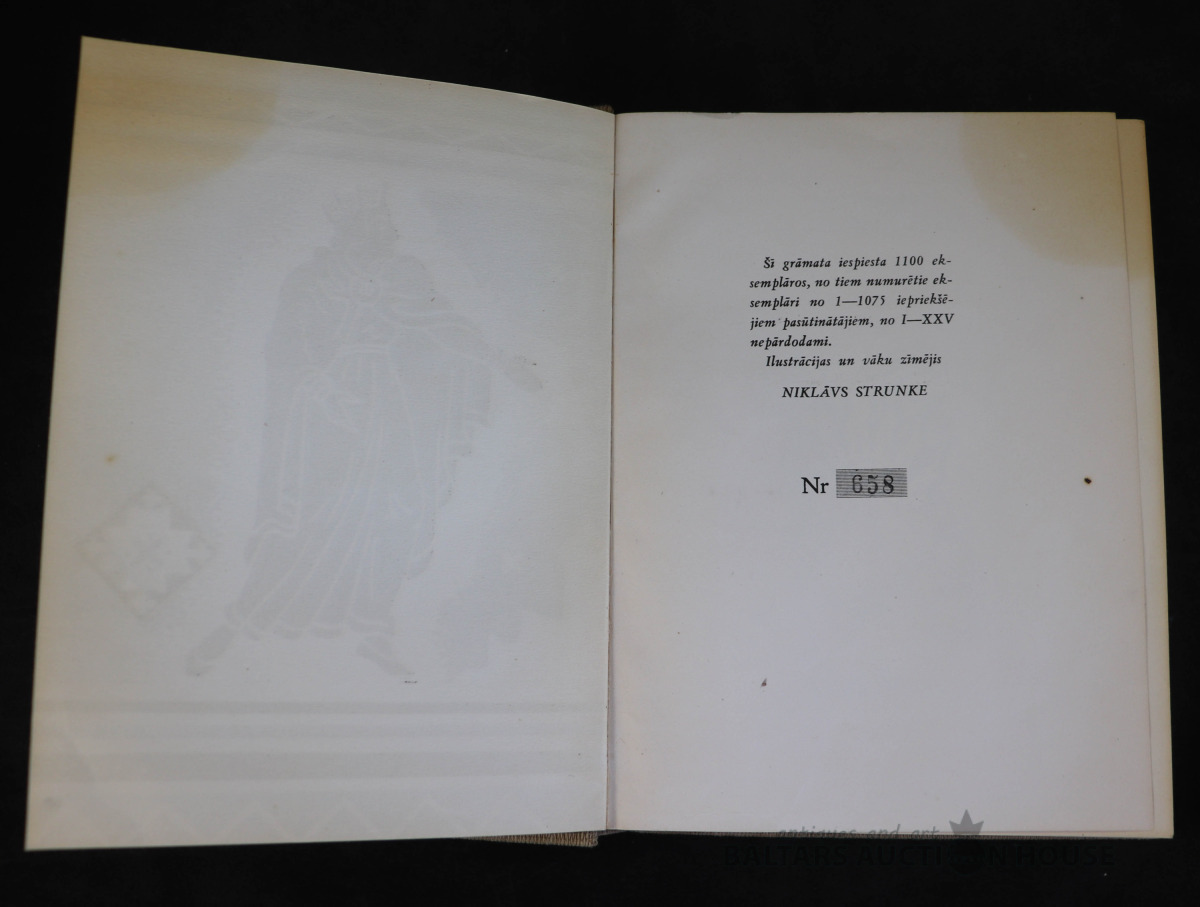 Šī grāmata iespiesta 1100 ek-
semplāros, no tiem numurētie ek-
semplāri no 1—1075 iepriekšē-
jiem pasūtinātājiem, no I—XXV
nepārdodami.
Ilustrācijas un vāku zīmējis
NIKLĀVS STRUNKE
Nr 658
antiques and art
BALTARS AUCTION HOUSE